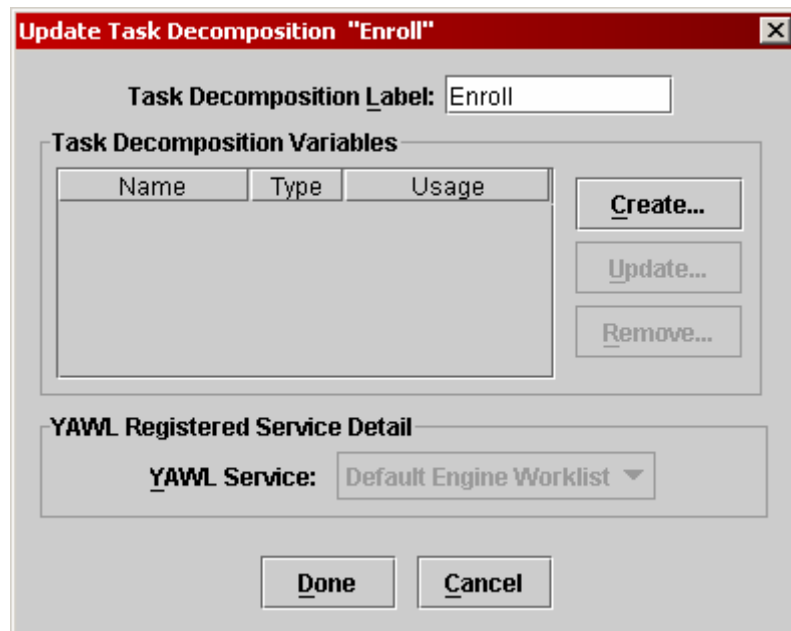 Update Task Decomposition "Enroll"
Task Decomposition Label: Enroll
Task Decomposition Variables
Name Type Usage
Create...
Update...
Remove...
YAWL Registered Service Detail
YAWL Service: Default Engine Worklist
Done Cancel